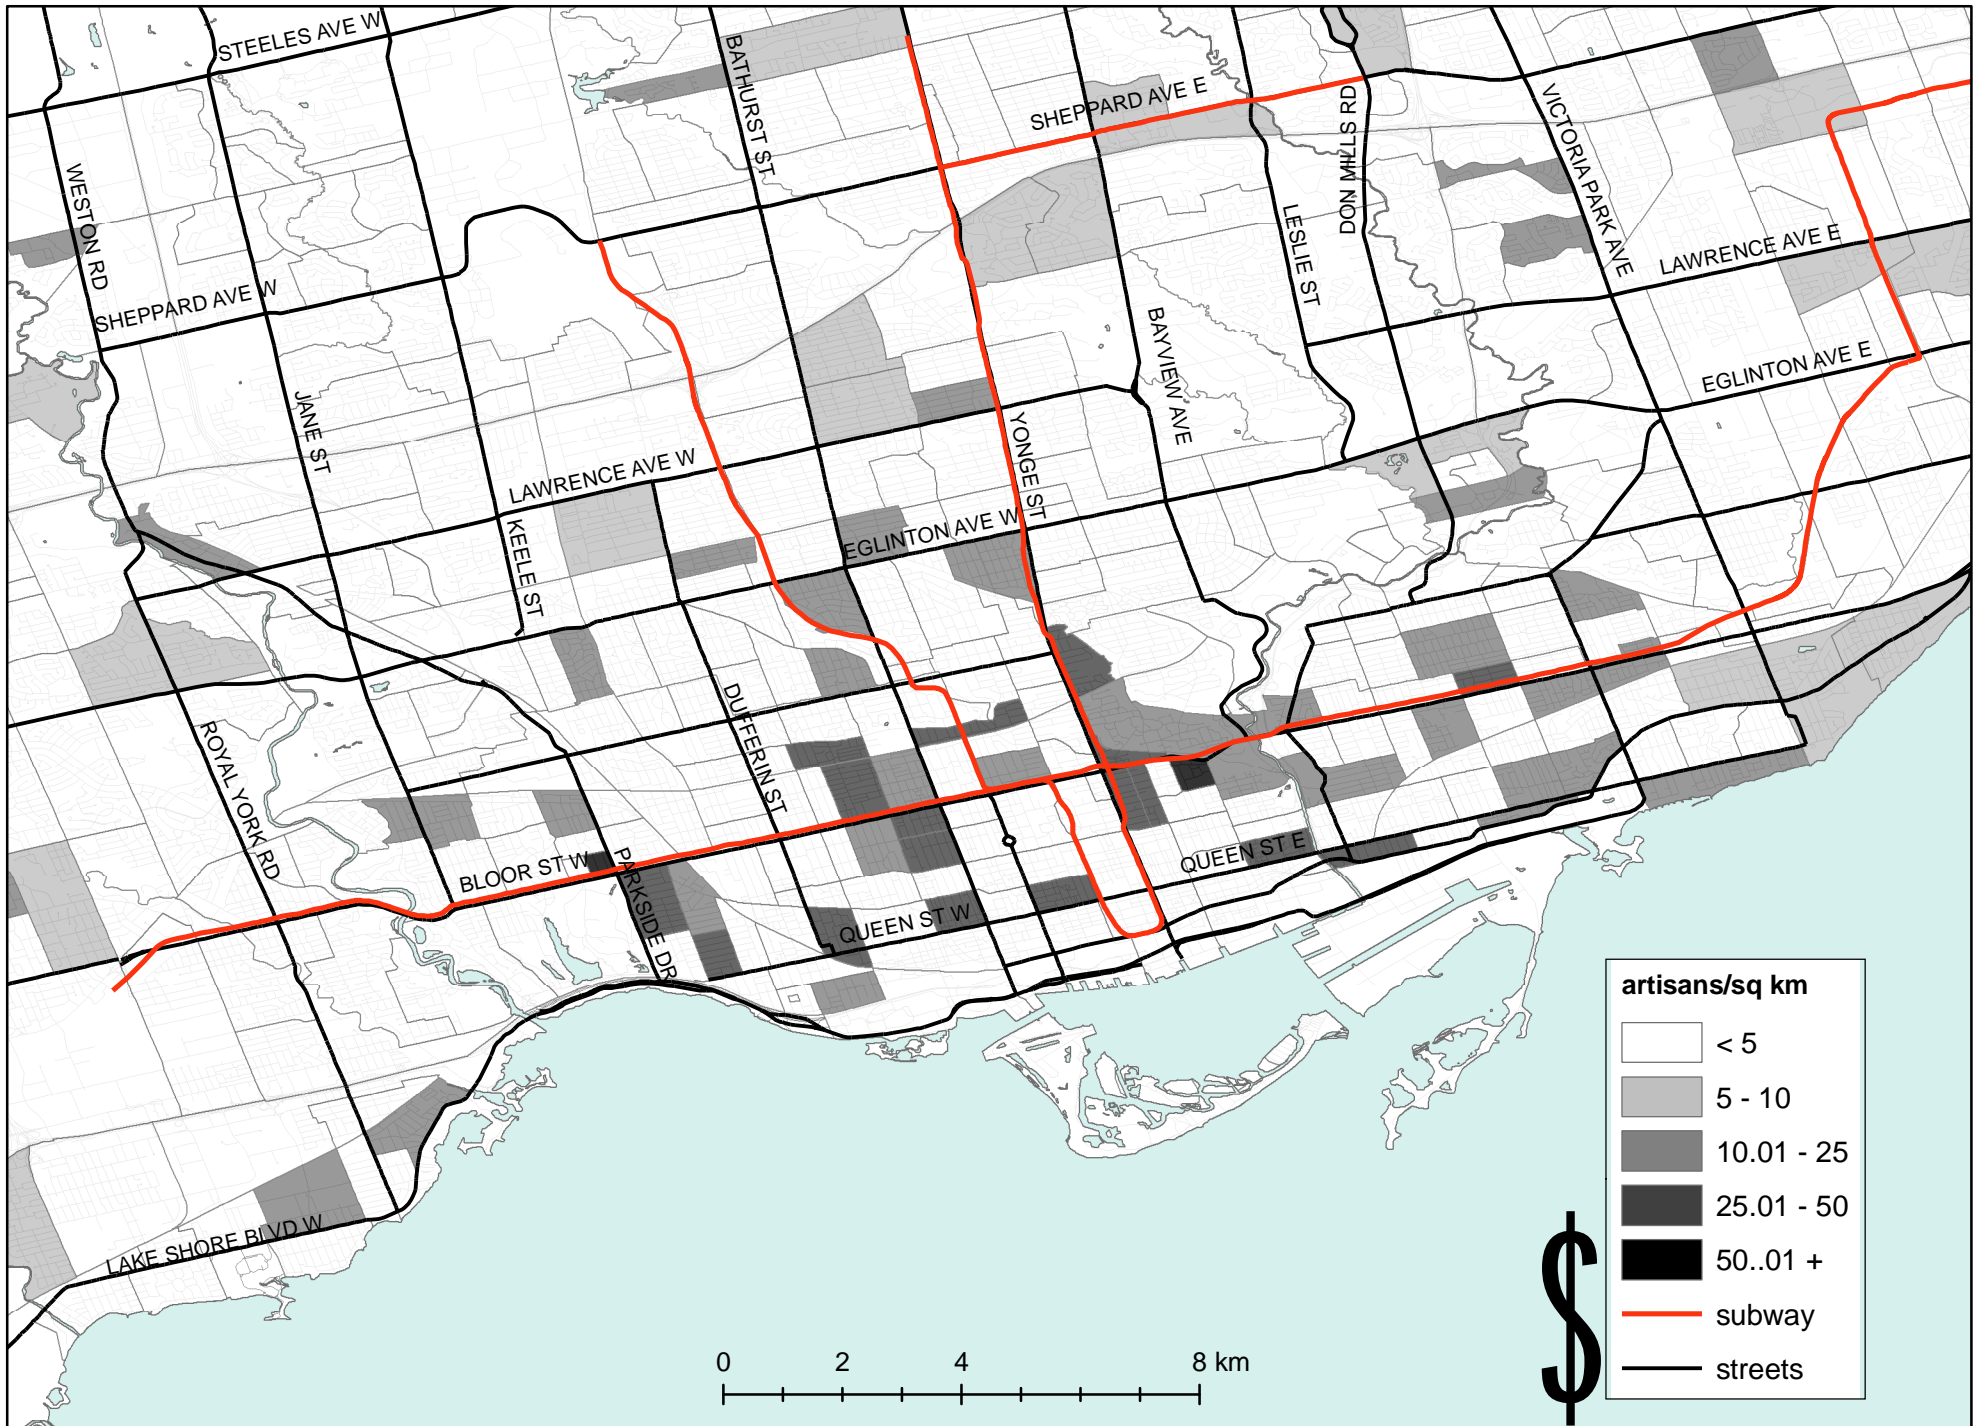 STEELES AVE W
BATHURST ST
SHEPPARD AVE E
DON MILLS RD
VICTORIA PARK AVE
WESTON RD
LESLIE ST
LAWRENCE AVE E
SHEPPARD AVE W
BAYVIEW AVE
EGLINTON AVE E
JANE ST
YONGE ST
LAWRENCE AVE W
KEELE ST
EGLINTON AVE W
DUFFERIN ST
ROYAL YORK RD
BLOOR ST W
PARKSIDE DR
QUEEN ST E
QUEEN ST W
LAKE SHORE BLVD W
artisans/sq km
< 5
5 - 10
10.01 - 25
25.01 - 50
50..01 +
subway
streets
$
0 2 4 8 km